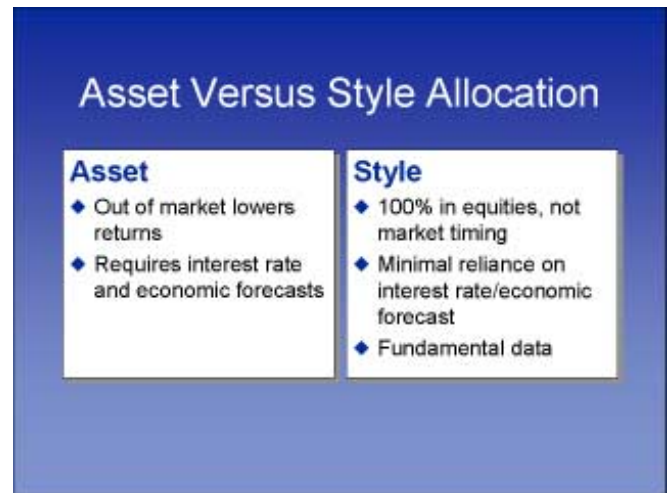 Asset Versus Style Allocation
Asset
◆ Out of market lowers
returns
◆ Requires interest rate
and economic forecasts
Style
◆ 100% in equities, not
market timing
◆ Minimal reliance on
interest rate/economic
forecast
◆ Fundamental data